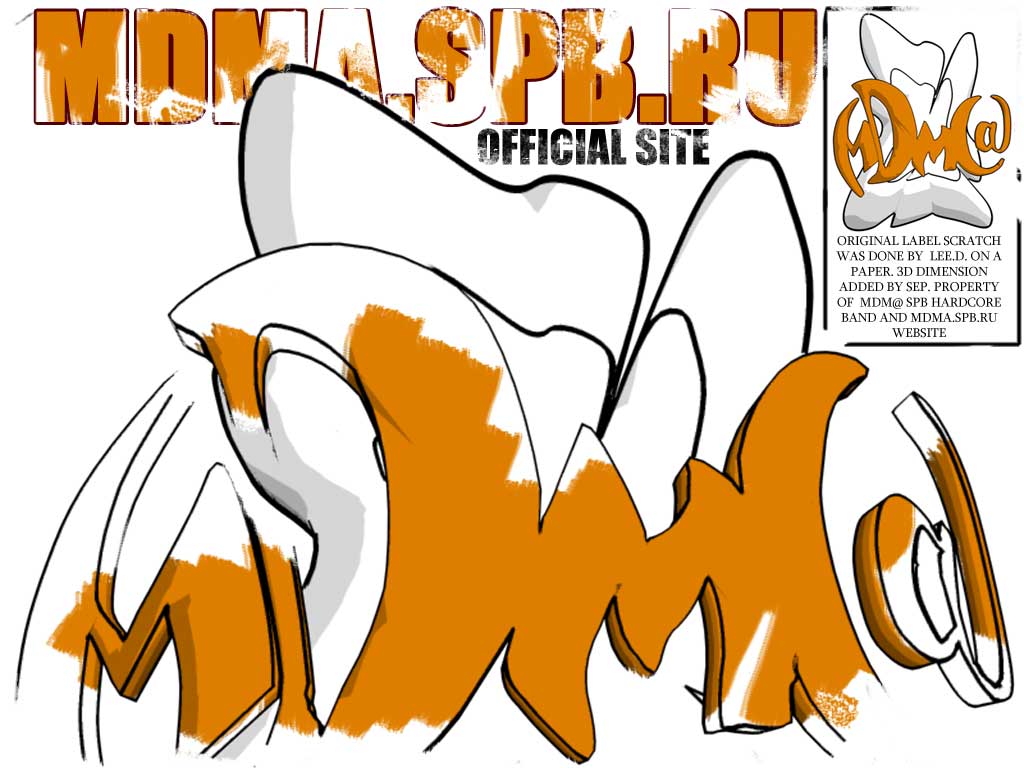 MDMA.SPB.RU
OFFICIAL SITE
MDM@
ORIGINAL LABEL SCRATCH
WAS DONE BY LEE.D. ON A
PAPER. 3D DIMENSION
ADDED BY SEP. PROPERTY
OF MDM@ SPB HARDCORE
BAND AND MDMA.SPB.RU
WEBSITE
MDM@